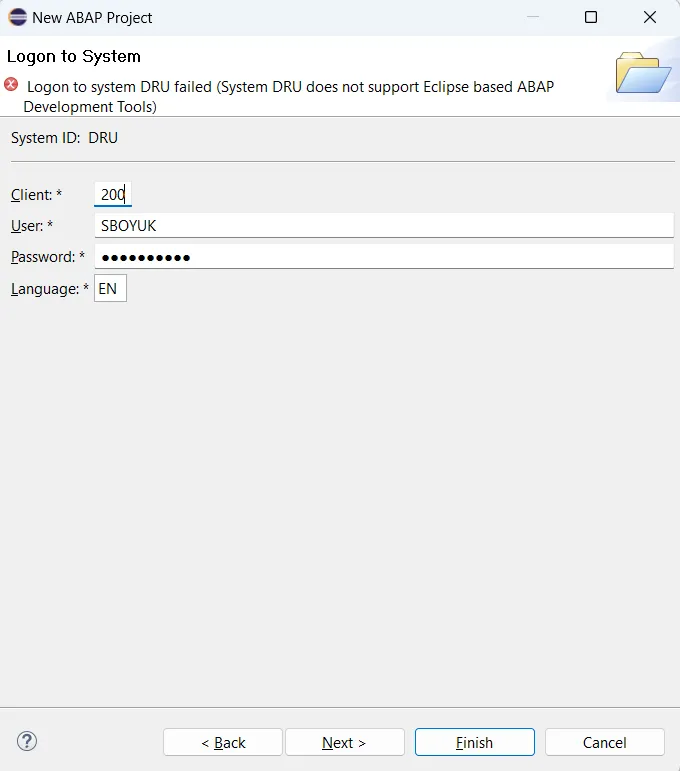 New ABAP Project
Logon to System
Logon to system DRU failed (System DRU does not support Eclipse based ABAP
Development Tools)
System ID: DRU
Client: * 200
User: * SBOYUK
Password: * ●●●●●●●●●●
Language: * EN
< Back Next > Finish Cancel